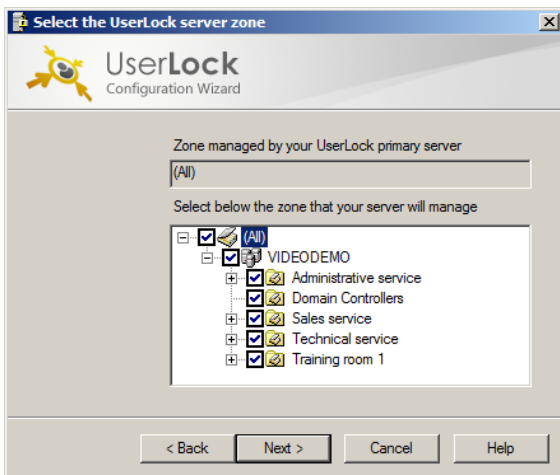 Select the UserLock server zone
UserLock
Configuration Wizard
Zone managed by your UserLock primary server
(All)
Select below the zone that your server will manage
(All)
VIDEODEMO
Administrative service
Domain Controllers
Sales service
Technical service
Training room 1
< Back Next > Cancel Help